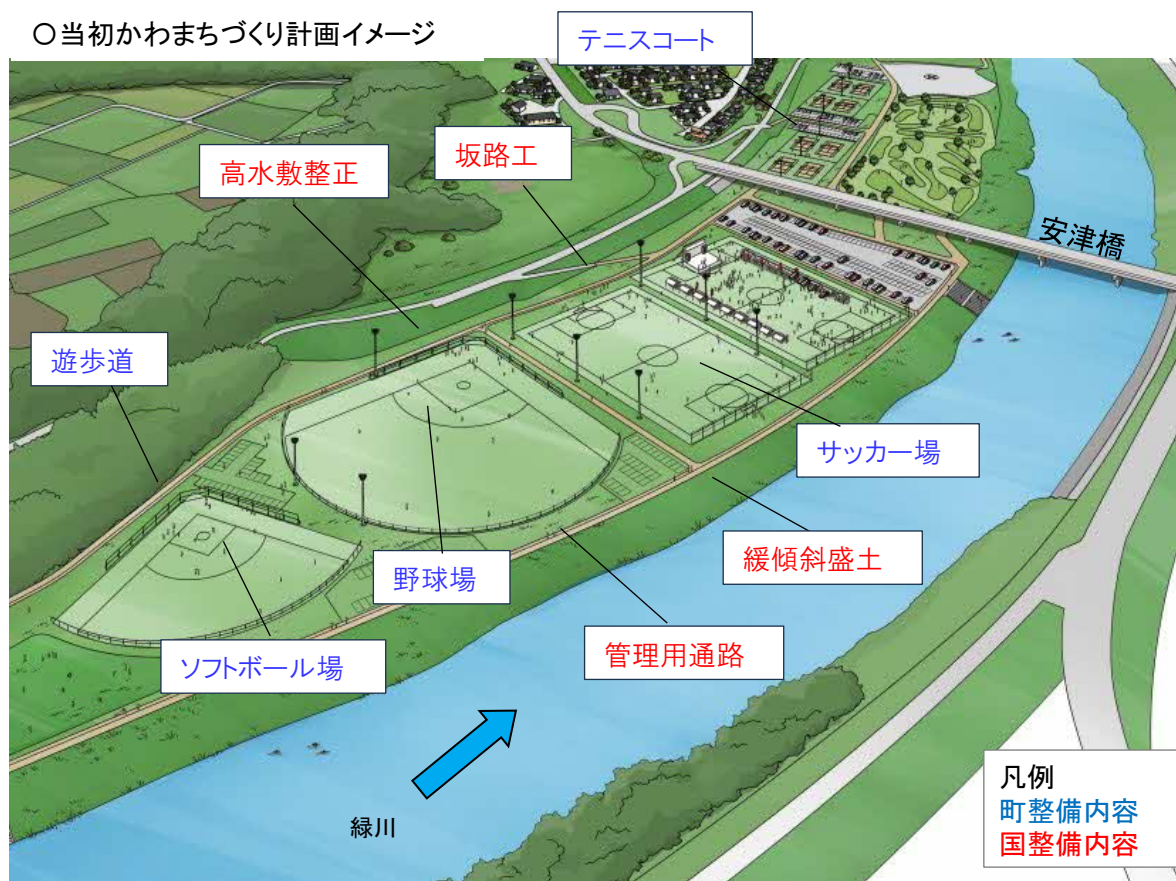 〇当初かわまちづくり計画イメージ
テニスコート
坂路工
高水敷整正
安津橋
遊歩道
サッカー場
緩傾斜盛土
野球場
管理用通路
ソフトボール場
緑川
凡例
町整備内容
国整備内容